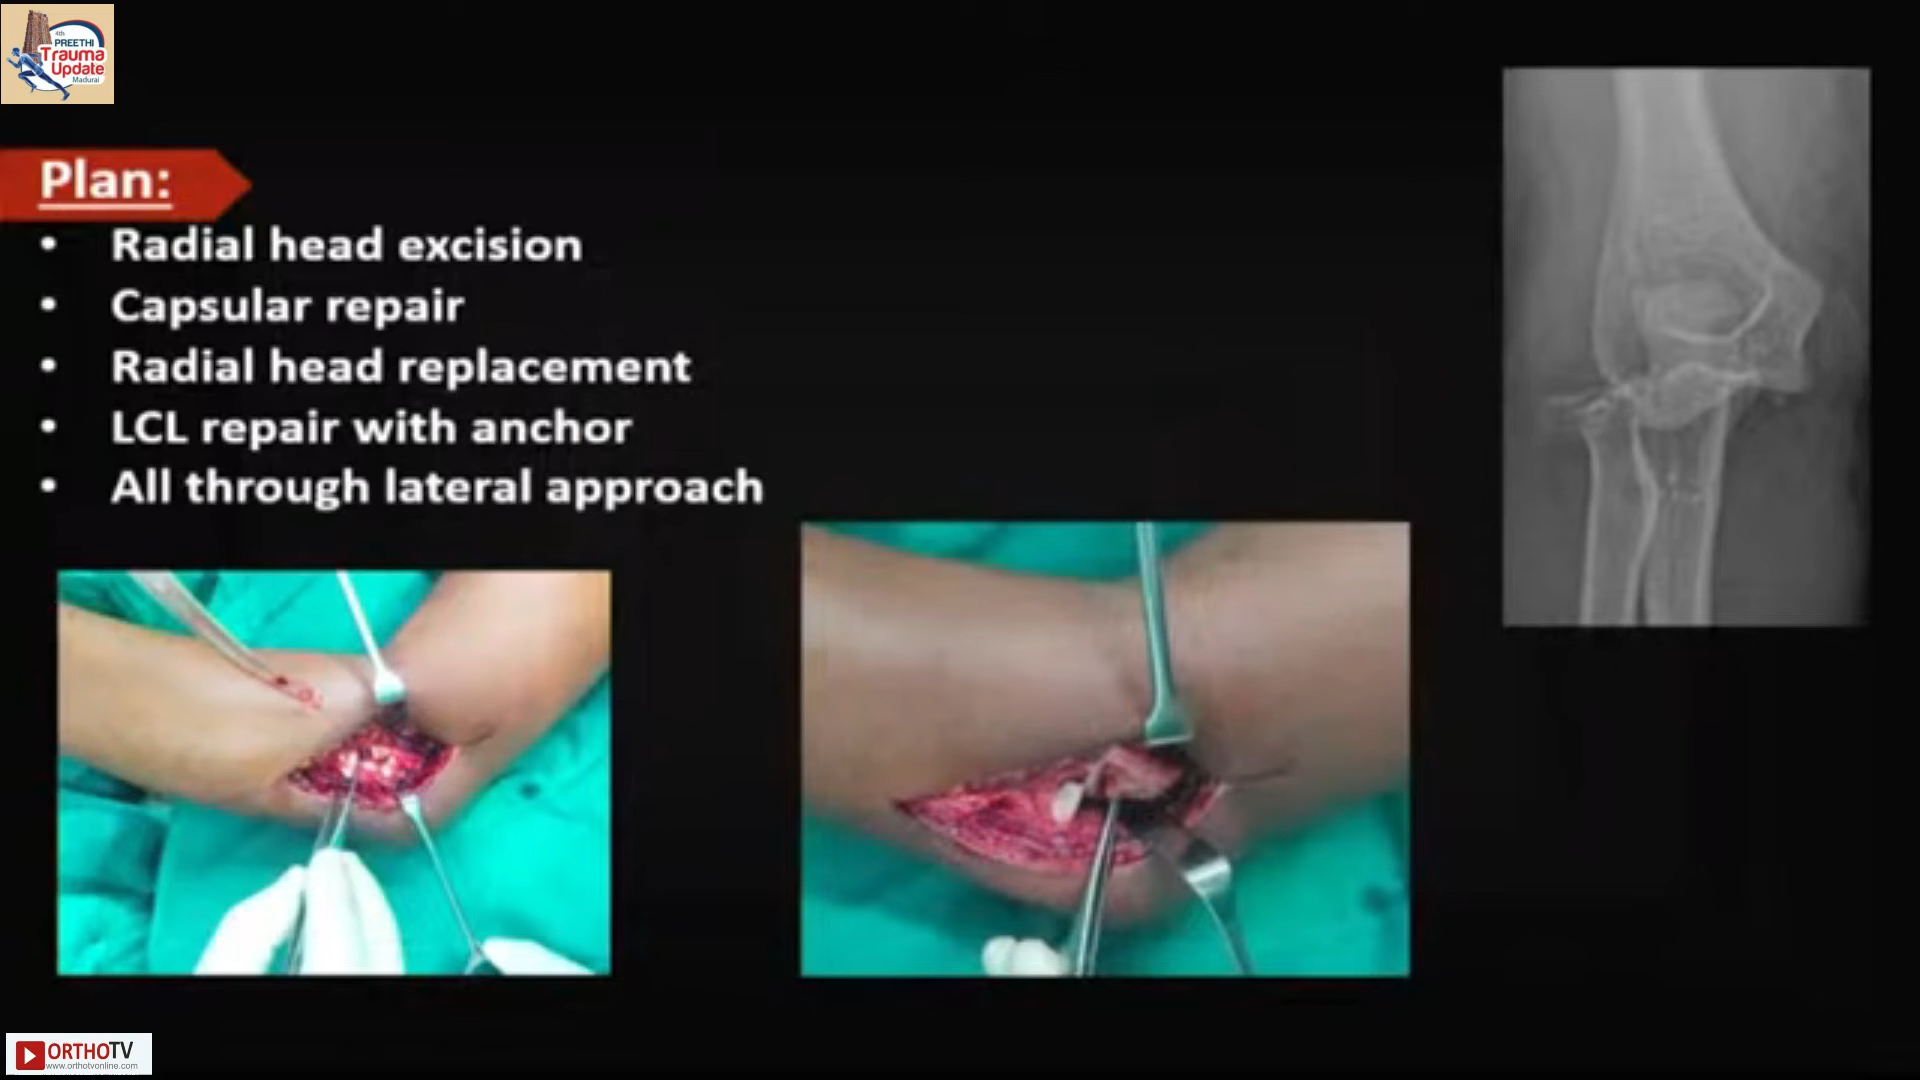 4th
PREETHI
Trauma
Update
Madurai
Plan:
• Radial head excision
• Capsular repair
• Radial head replacement
• LCL repair with anchor
• All through lateral approach
ORTHOTV
www.orthotvonline.com